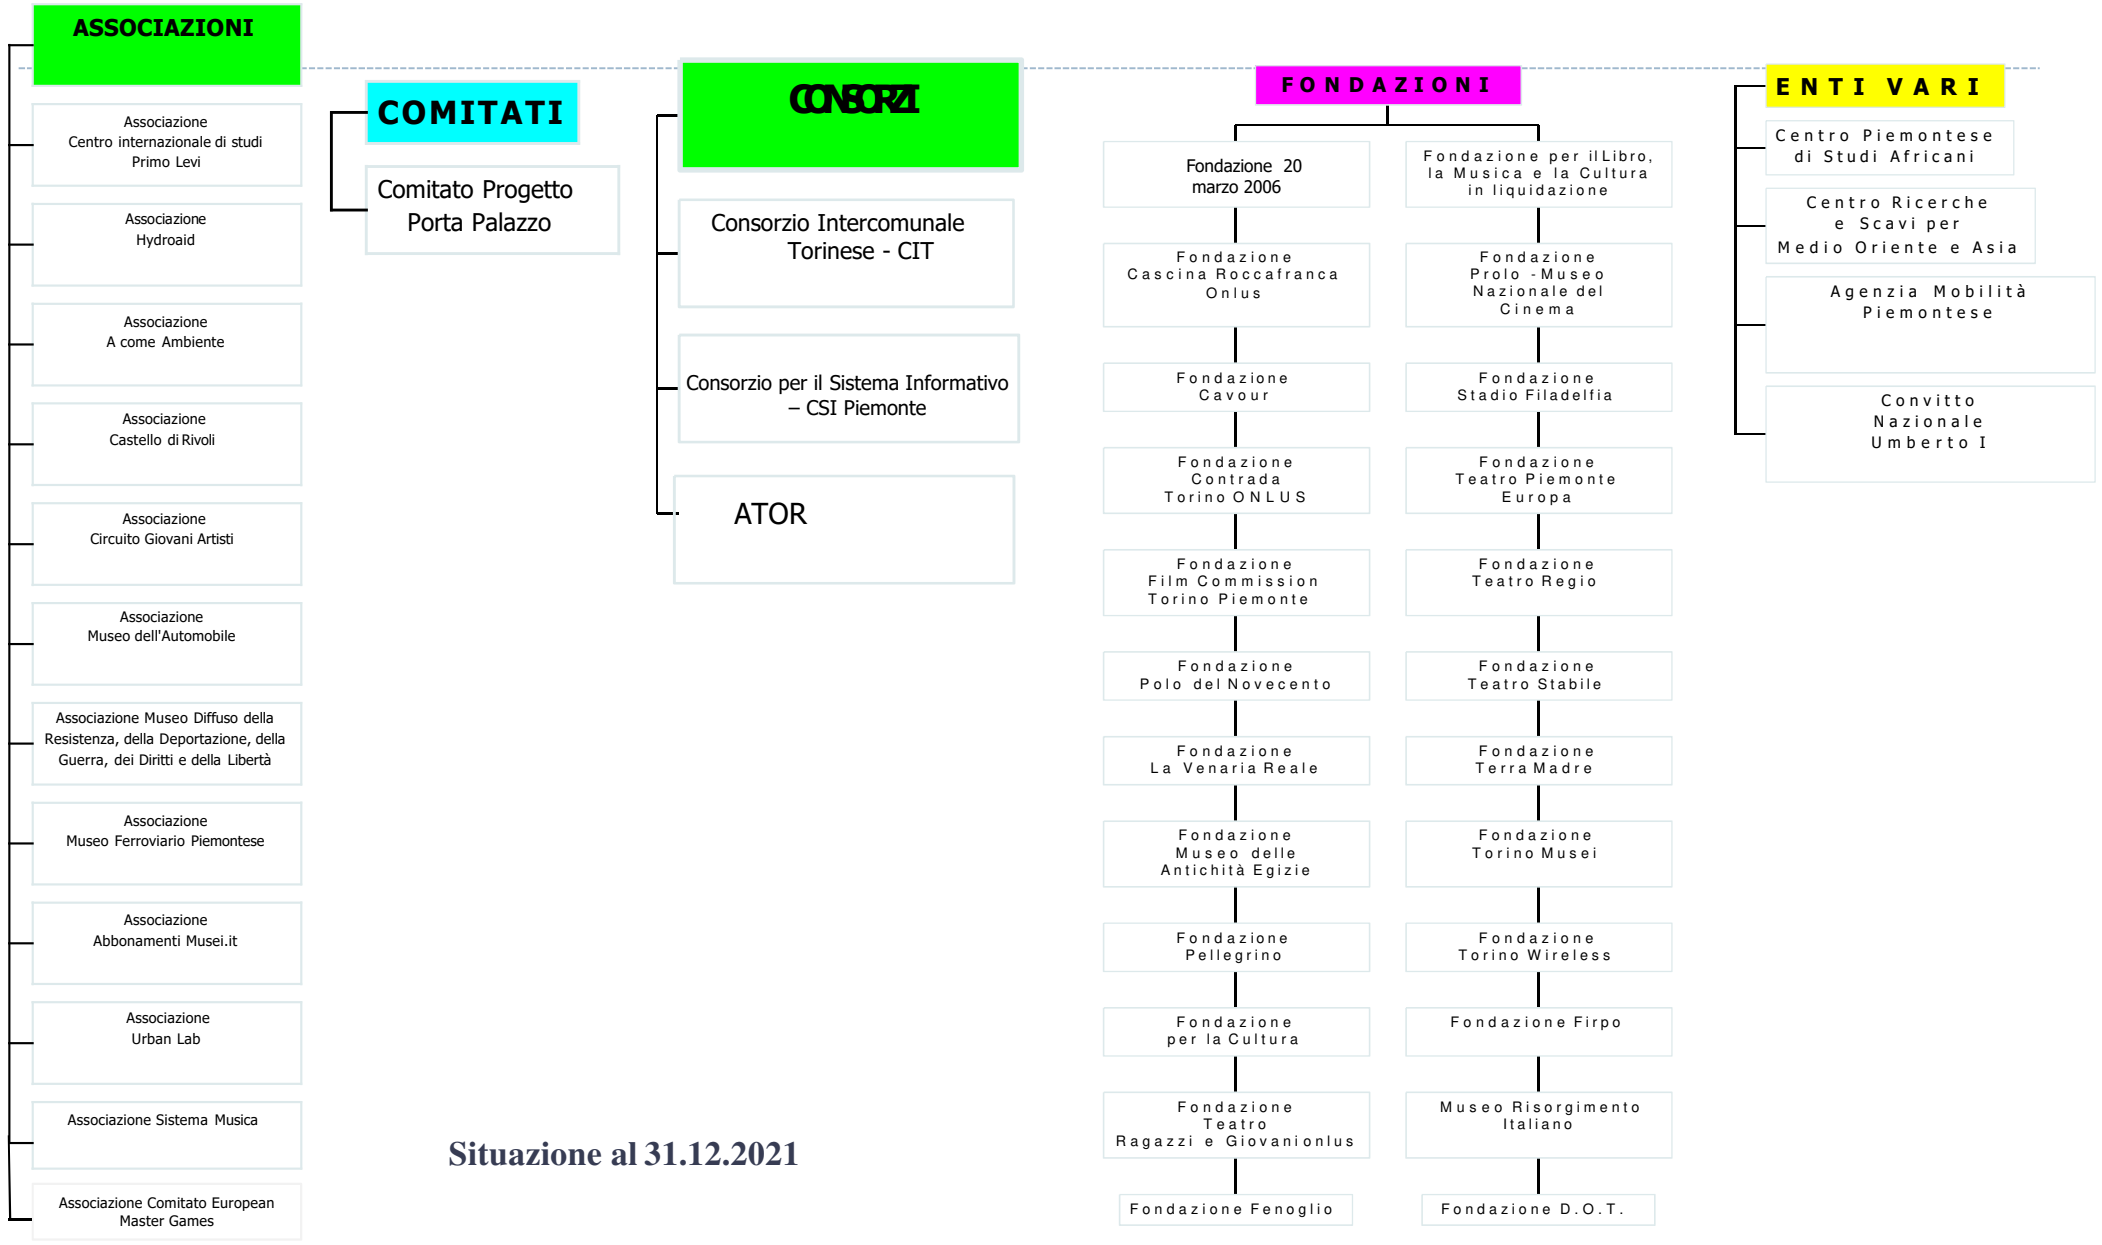 ASSOCIAZIONI
Associazione
Centro internazionale di studi
Primo Levi
Associazione
Hydroaid
Associazione
A come Ambiente
Associazione
Castello di Rivoli
Associazione
Circuito Giovani Artisti
Associazione
Museo dell'Automobile
Associazione Museo Diffuso della
Resistenza, della Deportazione, della
Guerra, dei Diritti e della Libertà
Associazione
Museo Ferroviario Piemontese
Associazione
Abbonamenti Musei.it
Associazione
Urban Lab
Associazione Sistema Musica
Associazione Comitato European
Master Games
COMITATI
Comitato Progetto
Porta Palazzo
CONSORZI
Consorzio Intercomunale
Torinese - CIT
Consorzio per il Sistema Informativo
– CSI Piemonte
ATOR
FONDAZIONI
Fondazione 20
marzo 2006
Fondazione
Cascina Roccafranca
Onlus
Fondazione
Cavour
Fondazione
Contrada
Torino ONLUS
Fondazione
Film Commission
Torino Piemonte
Fondazione
Polo del Novecento
Fondazione
La Venaria Reale
Fondazione
Museo delle
Antichità Egizie
Fondazione
Pellegrino
Fondazione
per la Cultura
Fondazione
Teatro
Ragazzi e Giovanionlus
Fondazione Fenoglio
Fondazione per il Libro,
la Musica e la Cultura
in liquidazione
Fondazione
Prolo -Museo
Nazionale del
Cinema
Fondazione
Stadio Filadelfia
Fondazione
Teatro Piemonte
Europa
Fondazione
Teatro Regio
Fondazione
Teatro Stabile
Fondazione
Terra Madre
Fondazione
Torino Musei
Fondazione
Torino Wireless
Fondazione Firpo
Museo Risorgimento
Italiano
Fondazione D.O.T.
ENTI VARI
Centro Piemontese
di Studi Africani
Centro Ricerche
e Scavi per
Medio Oriente e Asia
Agenzia Mobilità
Piemontese
Convitto
Nazionale
Umberto I
Situazione al 31.12.2021